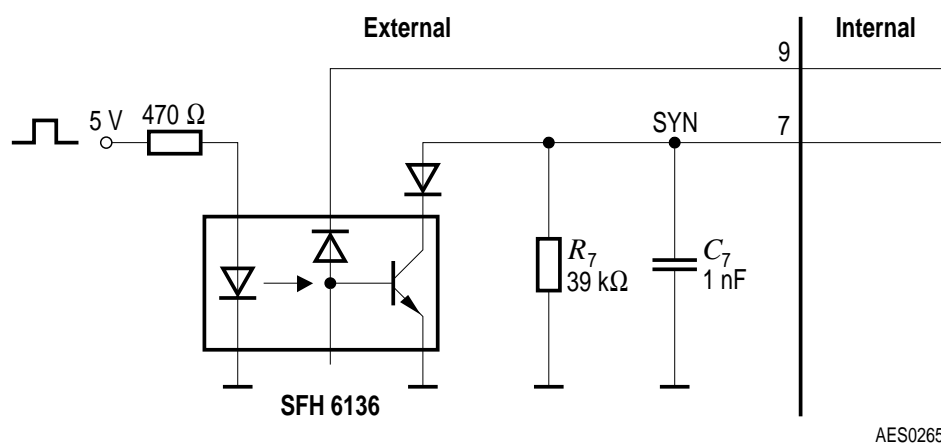 External
Internal
9
5 V
470 Ω
SYN
7
R7
39 kΩ
C7
1 nF
SFH 6136
AES0265